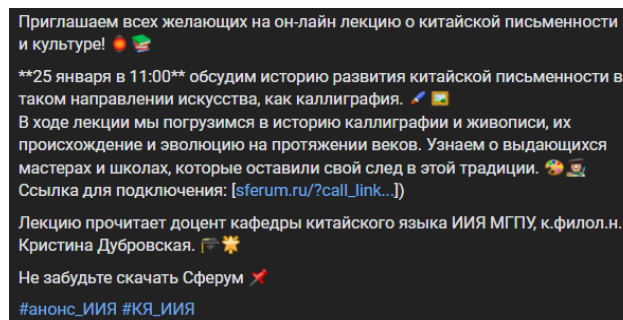 Приглашаем всех желающих на он-лайн лекцию о китайской письменности
и культуре! 🏮📚
**25 января в 11:00** обсудим историю развития китайской письменности в
таком направлении искусства, как каллиграфия. 🖌️🖼️
В ходе лекции мы погрузимся в историю каллиграфии и живописи, их
происхождение и эволюцию на протяжении веков. Узнаем о выдающихся
мастерах и школах, которые оставили свой след в этой традиции. 🎨👨🏽‍🎓
Ссылка для подключения: [sferum.ru/?call_link...])
Лекцию прочитает доцент кафедры китайского языка ИИЯ МГПУ, к.филол.н.
Кристина Дубровская. 🎓🌟
Не забудьте скачать Сферум 📌
#анонс_ИИЯ #КЯ_ИИЯ